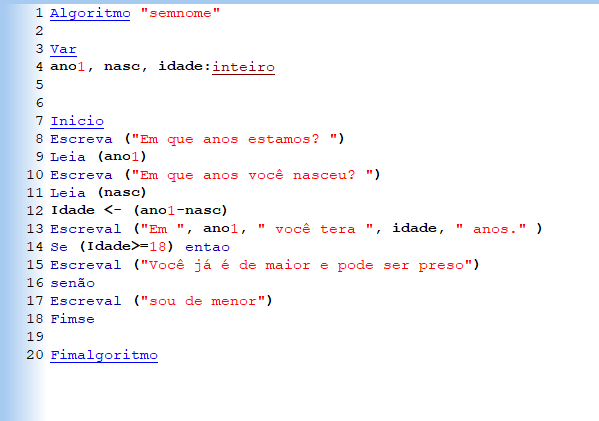 1 Algoritmo "semnome"
2
3 Var
4 ano1, nasc, idade:inteiro
5
6
7 Inicio
8 Escreva ("Em que anos estamos? ")
9 Leia (ano1)
10 Escreva ("Em que anos você nasceu? ")
11 Leia (nasc)
12 Idade <- (ano1-nasc)
13 Escreval ("Em ", ano1, " você tera ", idade, " anos." )
14 Se (Idade>=18) entao
15 Escreval ("Você já é de maior e pode ser preso")
16 senão
17 Escreval ("sou de menor")
18 Fimse
19
20 Fimalgoritmo